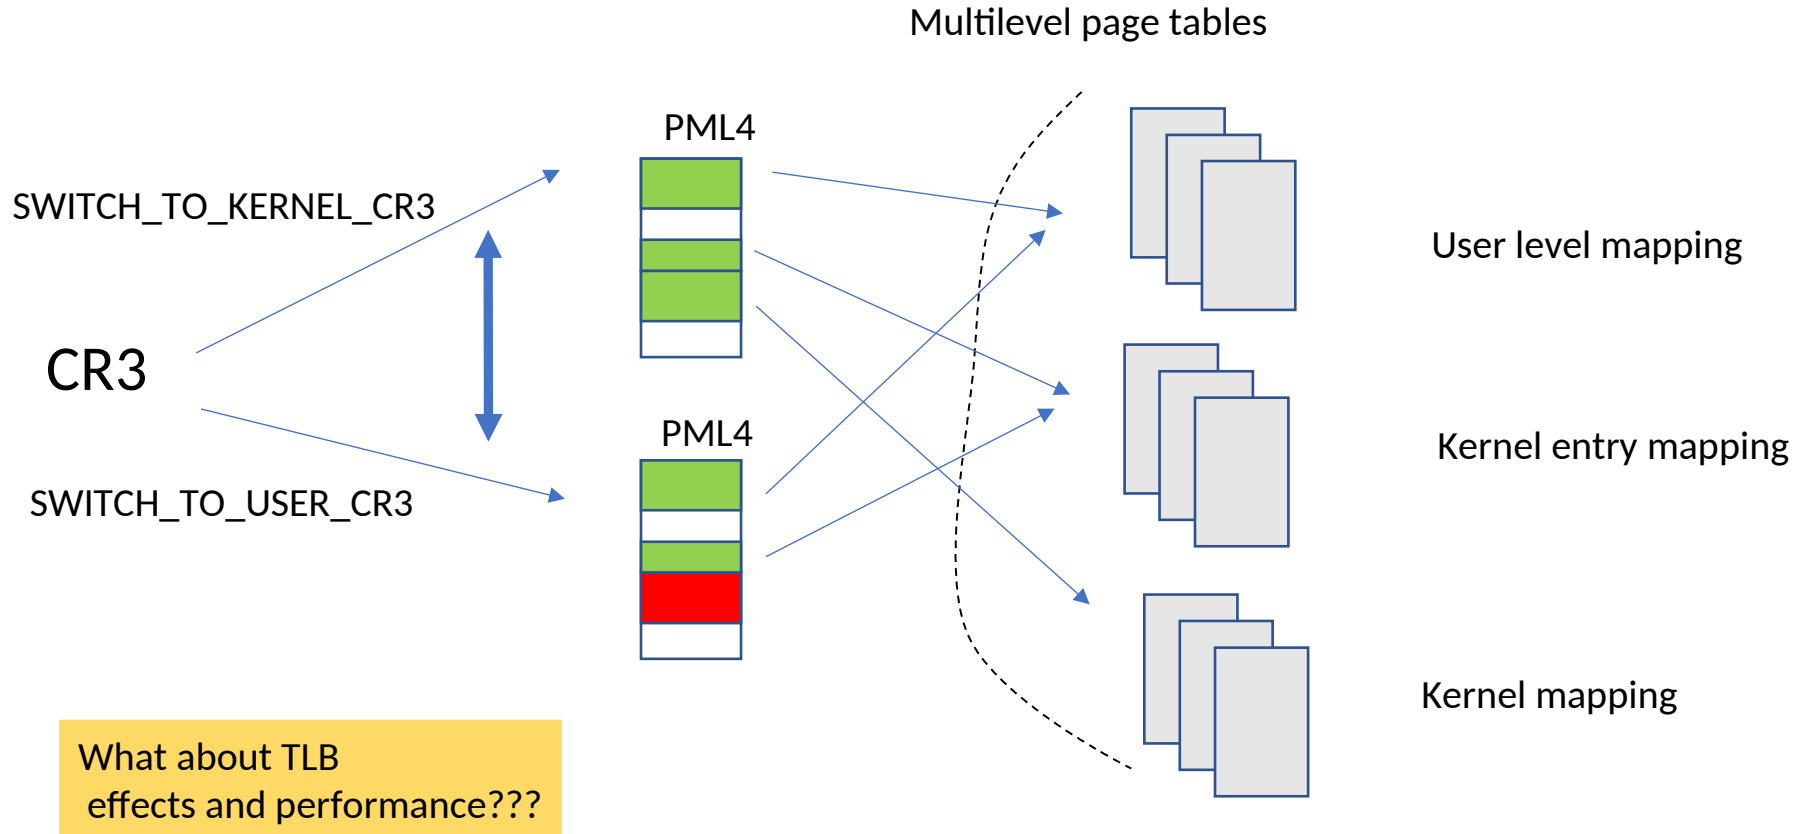 Multilevel page tables
PML4
SWITCH_TO_KERNEL_CR3
User level mapping
CR3
PML4
Kernel entry mapping
SWITCH_TO_USER_CR3
Kernel mapping
What about TLB
effects and performance???